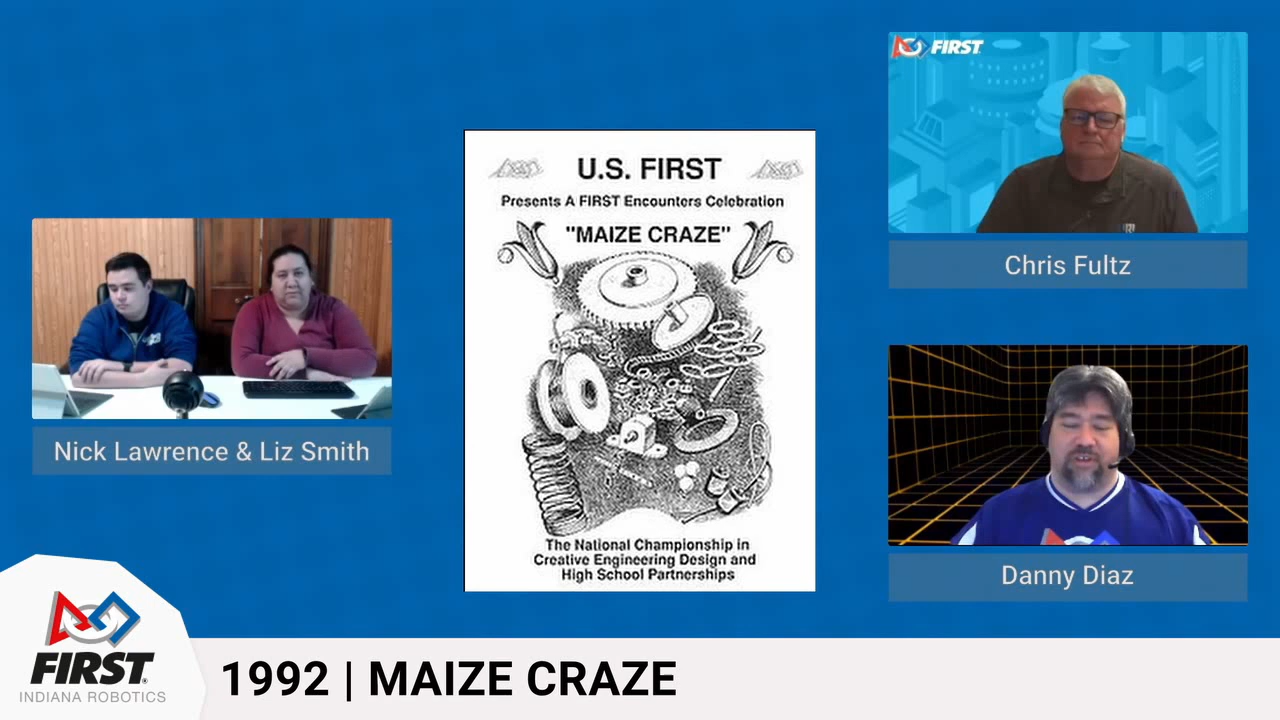 FIRST
U.S. FIRST
Presents A FIRST Encounters Celebration
"MAIZE CRAZE"
The National Championship in
Creative Engineering Design and
High School Partnerships
Nick Lawrence & Liz Smith
Chris Fultz
Danny Diaz
FIRST®
INDIANA ROBOTICS
1992 | MAIZE CRAZE